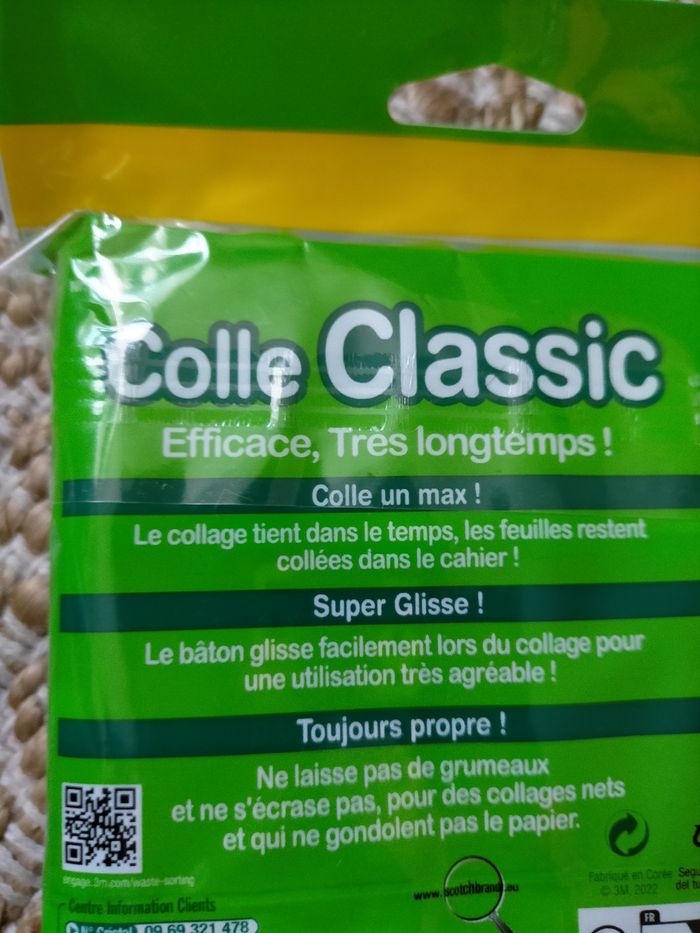 Colle Classic
Efficace, Très longtemps !
Colle un max !
Le collage tient dans le temps, les feuilles restent
collées dans le cahier !
Super Glisse !
Le bâton glisse facilement lors du collage pour
une utilisation très agréable !
Toujours propre !
Ne laisse pas de grumeaux
et ne s'écrase pas, pour des collages nets
et qui ne gondolent pas le papier.
engage.3m.com/waste-sorting
www.scotchbrand.eu
Fabriqué en Corée
© 3M, 2022
Centre Information Clients
N° Cristal 09 69 321 478
FR